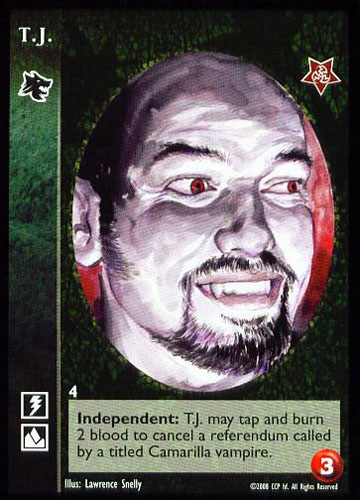 T.J.
4
Independent: T.J. may tap and burn
2 blood to cancel a referendum called
by a titled Camarilla vampire.
3
Illus: Lawrence Snelly
©2008 CCP hf. All Rights Reserved